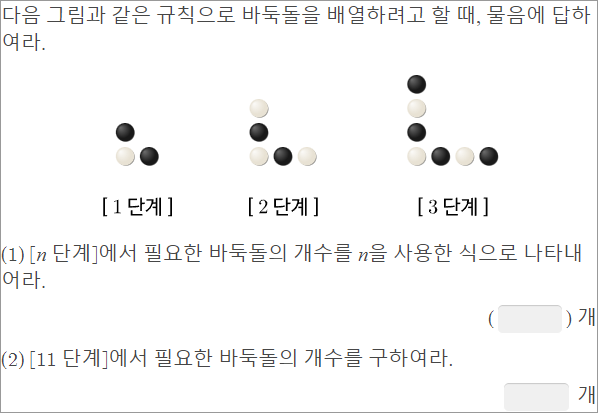 다음 그림과 같은 규칙으로 바둑돌을 배열하려고 할 때, 물음에 답하
여라.
[ 1 단계 ] [ 2 단계 ] [ 3 단계 ]
(1) [n 단계]에서 필요한 바둑돌의 개수를 n을 사용한 식으로 나타내
어라.
( ) 개
(2) [11 단계]에서 필요한 바둑돌의 개수를 구하여라.
개